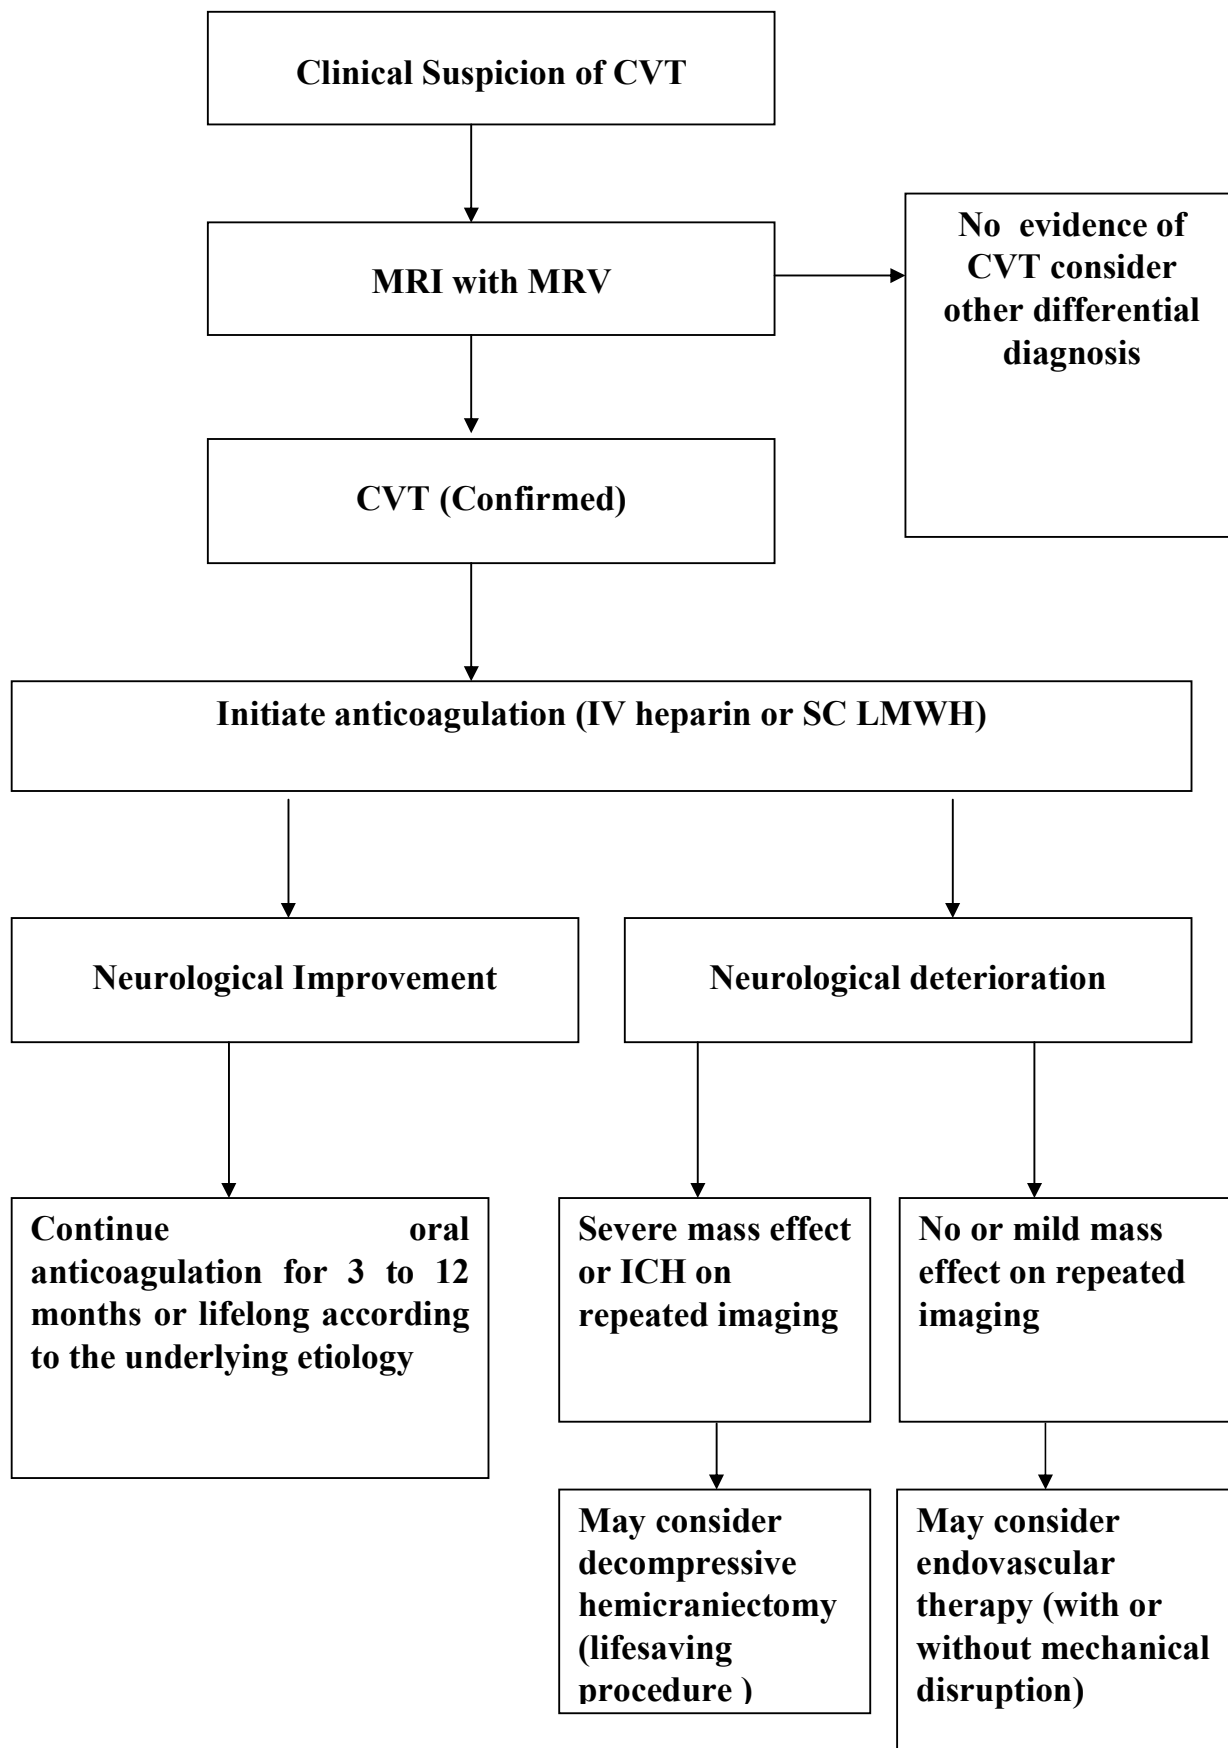 Clinical Suspicion of CVT
MRI with MRV
No evidence of
CVT consider
other differential
diagnosis
CVT (Confirmed)
Initiate anticoagulation (IV heparin or SC LMWH)
Neurological Improvement
Neurological deterioration
Continue oral
anticoagulation for 3 to 12
months or lifelong according
to the underlying etiology
Severe mass effect
or ICH on
repeated imaging
No or mild mass
effect on repeated
imaging
May consider
decompressive
hemicraniectomy
(lifesaving
procedure )
May consider
endovascular
therapy (with or
without mechanical
disruption)